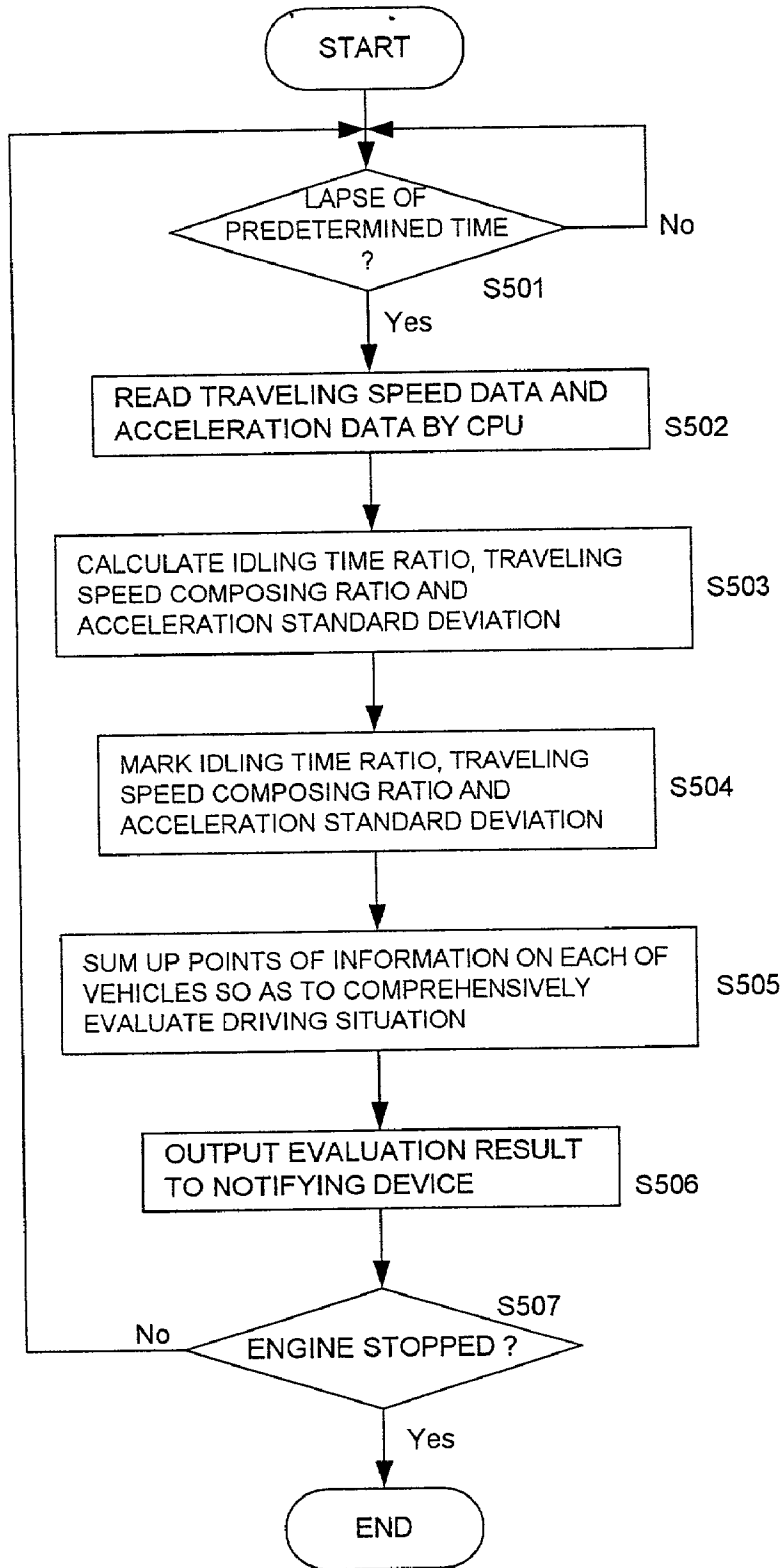 START
LAPSE OF
PREDETERMINED TIME
?
No
S501
Yes
READ TRAVELING SPEED DATA AND
ACCELERATION DATA BY CPU
S502
CALCULATE IDLING TIME RATIO, TRAVELING
SPEED COMPOSING RATIO AND
ACCELERATION STANDARD DEVIATION
S503
MARK IDLING TIME RATIO, TRAVELING
SPEED COMPOSING RATIO AND
ACCELERATION STANDARD DEVIATION
S504
SUM UP POINTS OF INFORMATION ON EACH OF
VEHICLES SO AS TO COMPREHENSIVELY
EVALUATE DRIVING SITUATION
S505
OUTPUT EVALUATION RESULT
TO NOTIFYING DEVICE
S506
S507
No
ENGINE STOPPED ?
Yes
END